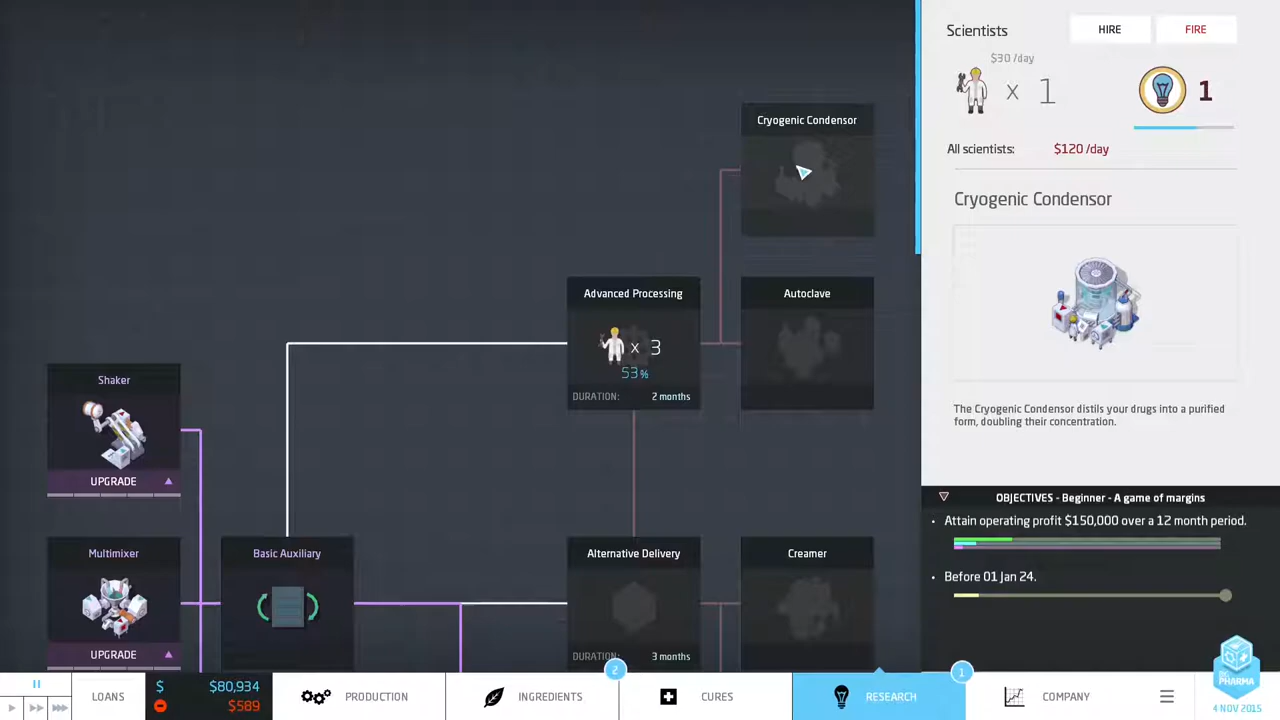 Scientists
HIRE
FIRE
$30 /day
x 1
1
All scientists:
$120 /day
Cryogenic Condensor
The Cryogenic Condensor distils your drugs into a purified
form, doubling their concentration.
OBJECTIVES - Beginner - A game of margins
Attain operating profit $150,000 over a 12 month period.
Before 01 Jan 24.
Cryogenic Condensor
Advanced Processing
x 3
53%
DURATION: 2 months
Autoclave
Shaker
UPGRADE
Multimixer
UPGRADE
Basic Auxiliary
Alternative Delivery
DURATION: 3 months
Creamer
LOANS
$ $80,934
$589
PRODUCTION
INGREDIENTS
2
CURES
RESEARCH
1
COMPANY
BIG
PHARMA
4 NOV 2015